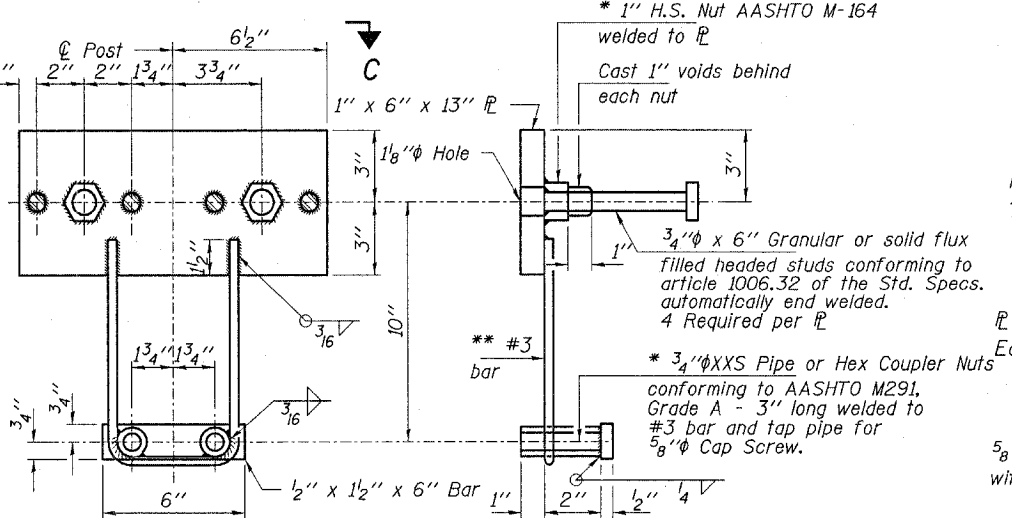 * 1" H.S. Nut AASHTO M-164
welded to ℙ
Cast 1" voids behind
each nut
C
6½"
℄ Post
"
2"
2"
1¾"
3¾"
1" x 6" x 13" ℙ
1⅛"ϕ Hole
3"
3"
3"
1"
¾"ϕ x 6" Granular or solid flux
filled headed studs conforming to
article 1006.32 of the Std. Specs.
automatically end welded.
4 Required per ℙ
1½"
10"
3/16
** #3
bar
* ¾"ϕXXS Pipe or Hex Coupler Nuts
conforming to AASHTO M291,
Grade A - 3" long welded to
#3 bar and tap pipe for
⅝"ϕ Cap Screw.
1¾"
1¾"
¾"
¾"
3/16
6"
½" x 1½" x 6" Bar
1"
2"
½"
¼
ℙ
⅝